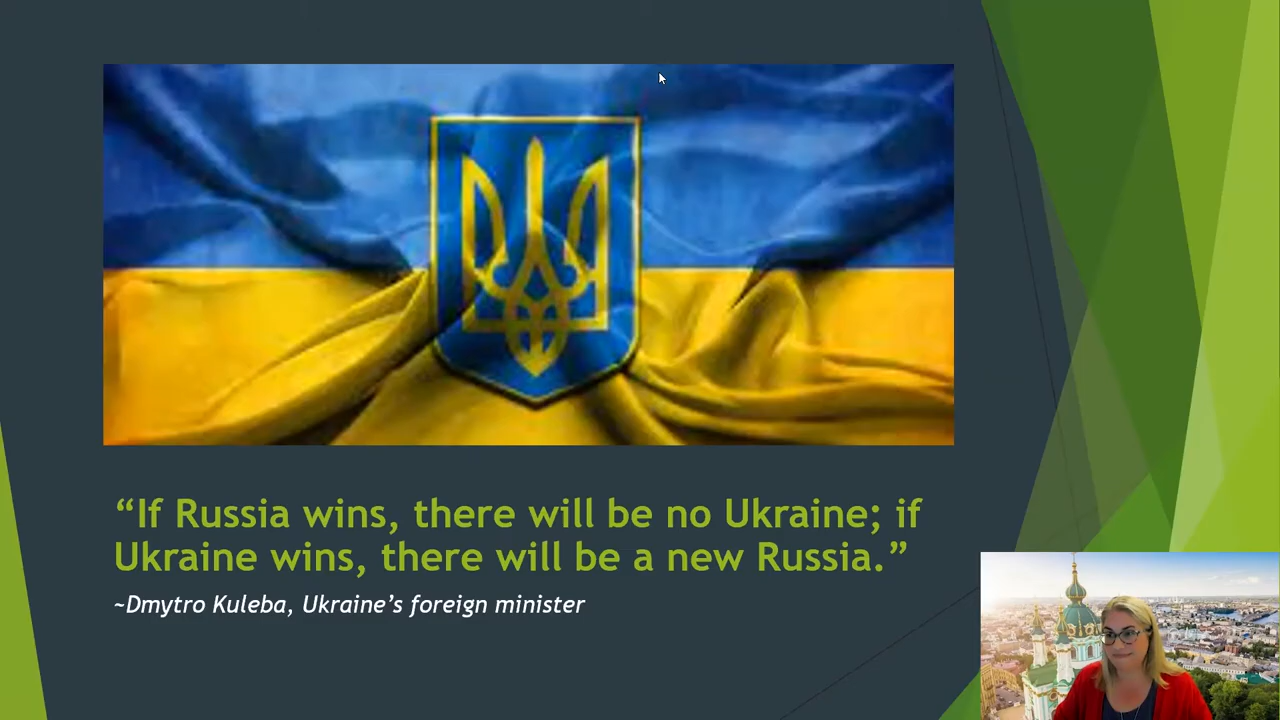 “If Russia wins, there will be no Ukraine; if
Ukraine wins, there will be a new Russia.”
~Dmytro Kuleba, Ukraine’s foreign minister